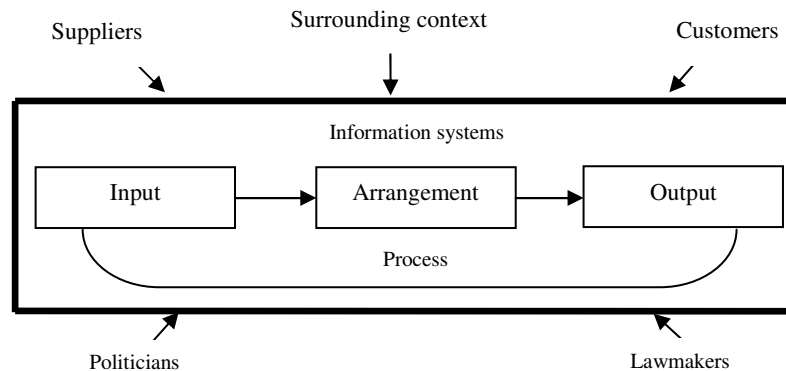 Surrounding context
Suppliers
Customers
Information systems
Input
Arrangement
Output
Process
Politicians
Lawmakers